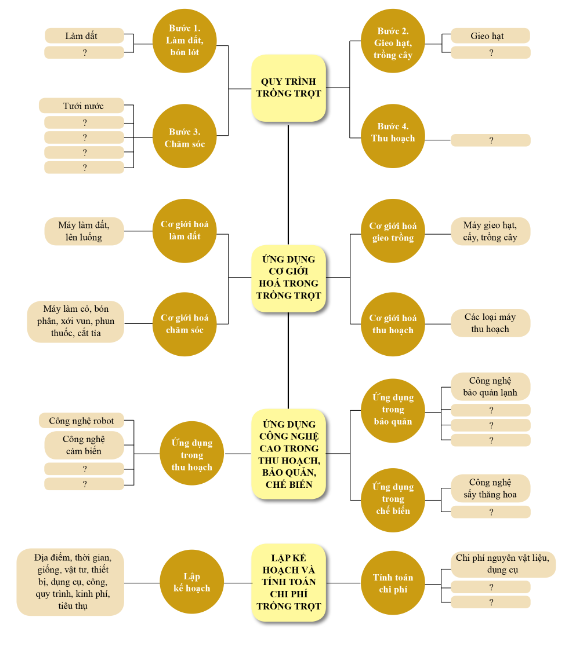 Làm đất
?
Bước 1.
Làm đất,
bón lót
QUY TRÌNH
TRỒNG TRỌT
Bước 2.
Gieo hạt,
trồng cây
Gieo hạt
?
Tưới nước
?
?
?
?
Bước 3.
Chăm sóc
Bước 4.
Thu hoạch
?
Máy làm đất,
lên luống
Cơ giới hoá
làm đất
ỨNG DỤNG
CƠ GIỚI
HOÁ TRONG
TRỒNG TRỌT
Cơ giới hoá
gieo trồng
Máy gieo hạt,
cấy, trồng cây
Máy làm cỏ, bón
phân, xới vun, phun
thuốc, cắt tỉa
Cơ giới hoá
chăm sóc
Cơ giới hoá
thu hoạch
Các loại máy
thu hoạch
Công nghệ robot
Công nghệ
cảm biến
?
?
Ứng dụng
trong
thu hoạch
ỨNG DỤNG
CÔNG NGHỆ
CAO TRONG
THU HOẠCH,
BẢO QUẢN,
CHẾ BIẾN
Ứng dụng
trong
bảo quản
Công nghệ
bảo quản lạnh
?
?
?
Ứng dụng
trong
chế biến
Công nghệ
sấy thăng hoa
?
Địa điểm, thời gian,
giống, vật tư, thiết
bị, dụng cụ, công,
quy trình, kinh phí,
tiêu thụ
Lập
kế hoạch
LẬP KẾ
HOẠCH VÀ
TÍNH TOÁN
CHI PHÍ
TRỒNG TRỌT
Tính toán
chi phí
Chi phí nguyên vật liệu,
dụng cụ
?
?